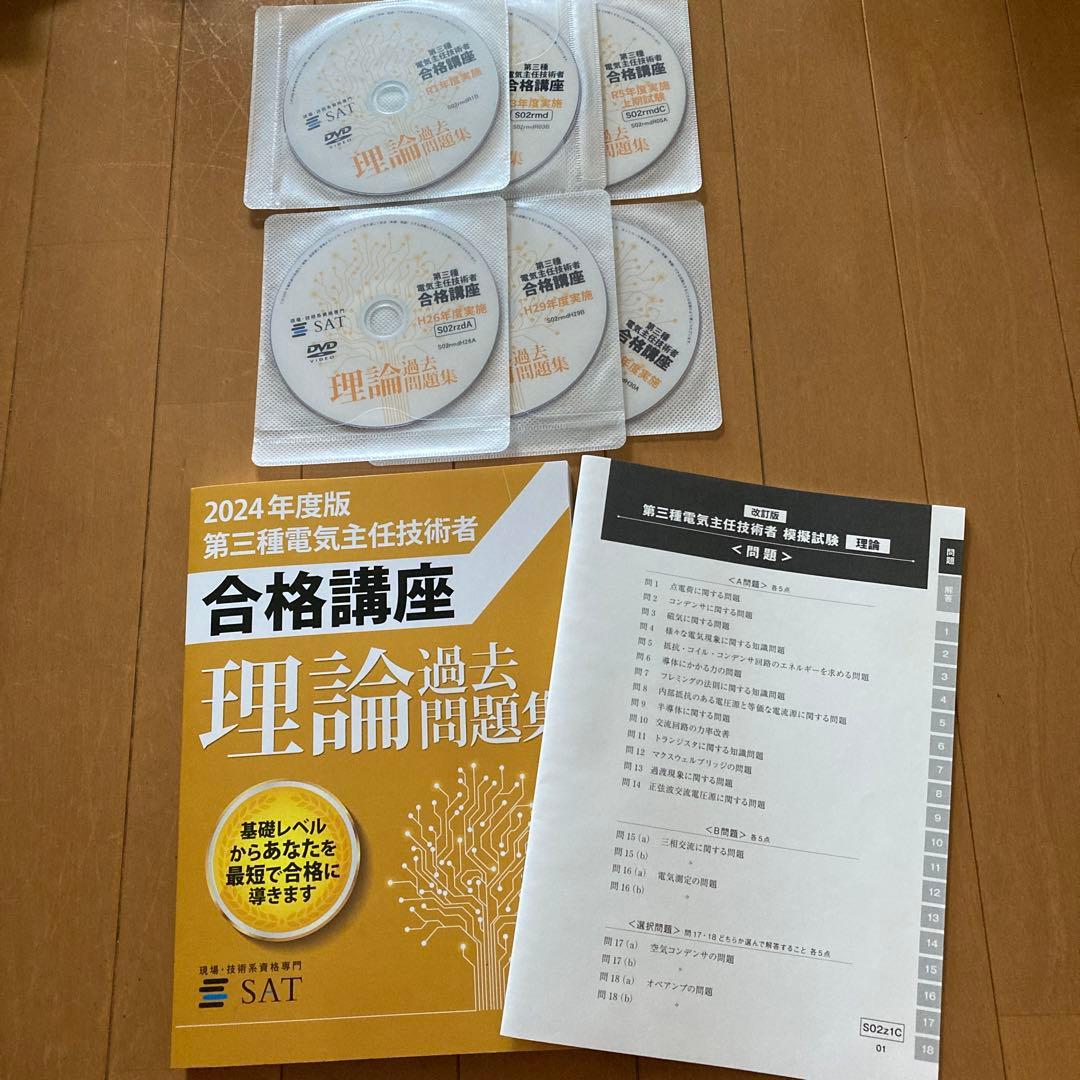 第三種
電気主任技術者
合格講座
R1年度実施
S02rmdR1B
現場・技術系資格専門
SAT
DVD
VIDEO
理論過去問題集
第三種
電気主任技術者
合格講座
3年度実施
S02rmd
S02rmdR03B
集
第三種
電気主任技術者
合格講座
R5年度実施
上期試験
S02rmdC
S02rmdR05A
論過去問題集
第三種
電気主任技術者
合格講座
H26年度実施
S02rzdA
S02rmdH26A
現場・技術系資格専門
SAT
DVD
VIDEO
理論過去問題集
第三種
電気主任技術者
合格講座
H29年度実施
S02rmdH29B
過去問題集
第三種
電気主任技術者
合格講座
年度実施
H30A
2024年度版
第三種電気主任技術者
合格講座
理論過去問題集
基礎レベル
からあなたを
最短で合格に
導きます
現場・技術系資格専門
SAT
改訂版
第三種電気主任技術者 模擬試験 理論
<問題>
<A問題> 各5点
問1 点電荷に関する問題
問2 コンデンサに関する問題
問3 磁気に関する問題
問4 様々な電気現象に関する知識問題
問5 抵抗・コイル・コンデンサ回路のエネルギーを求める問題
問6 導体にかかる力の問題
問7 フレミングの法則に関する知識問題
問8 内部抵抗のある電圧源と等価な電流源に関する問題
問9 半導体に関する問題
問10 交流回路の力率改善
問11 トランジスタに関する知識問題
問12 マクスウェルブリッジの問題
問13 過渡現象に関する問題
問14 正弦波交流電圧源に関する問題
<B問題> 各5点
問15(a) 三相交流に関する問題
問15(b) 〃
問16(a) 電気測定の問題
問16(b) 〃
<選択問題> 問17・18どちらか選んで解答すること 各5点
問17(a) 空気コンデンサの問題
問17(b) 〃
問18(a) オペアンプの問題
問18(b) 〃
S02z1C
01
問題
解答
1
2
3
4
5
6
7
8
9
10
11
12
13
14
15
16
17
18